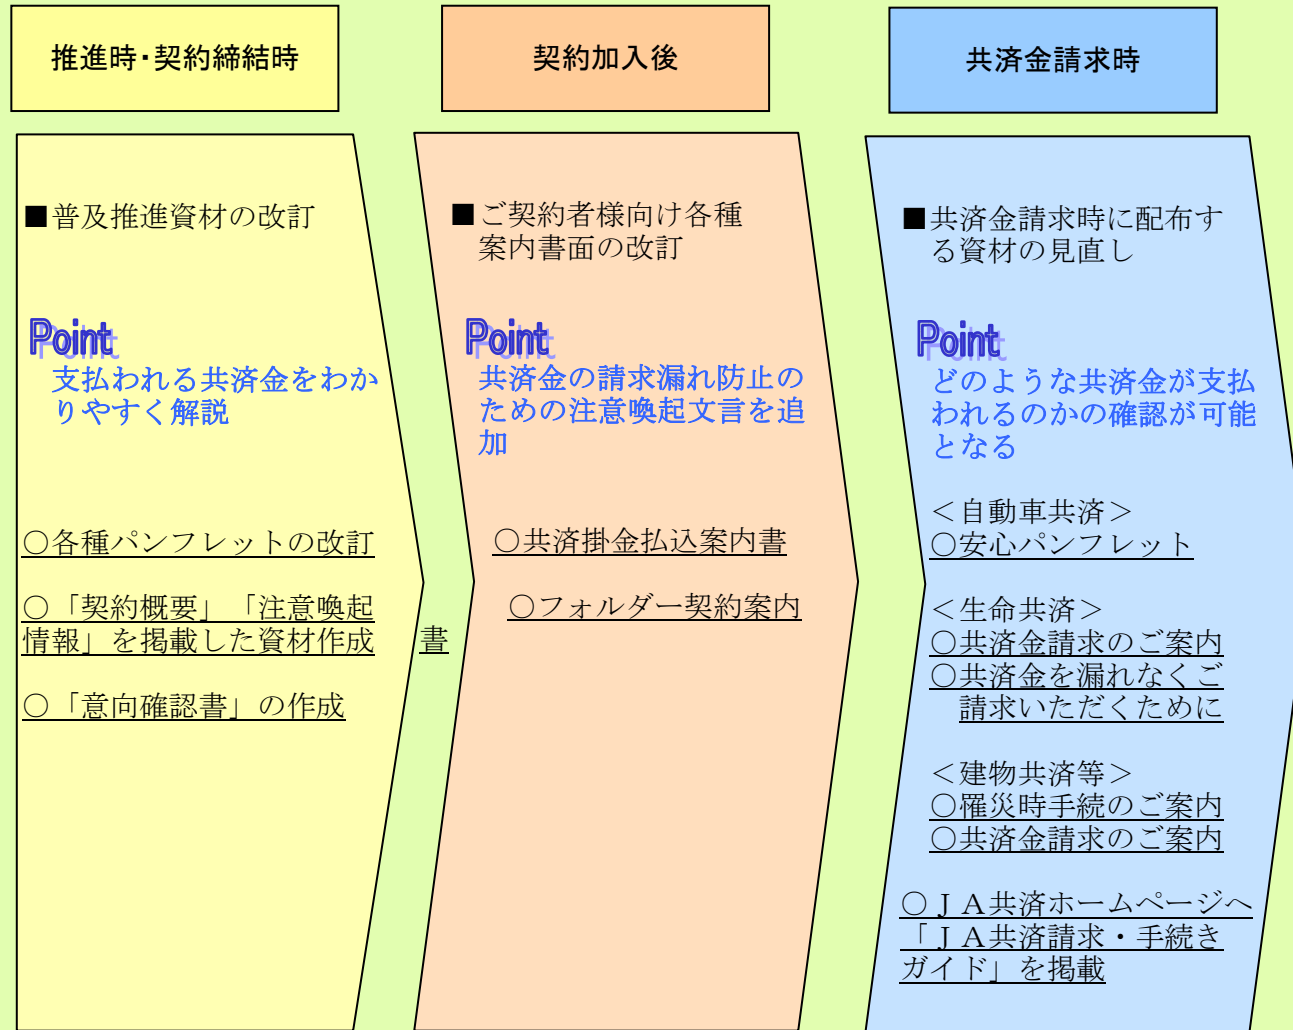 推進時・契約締結時
■普及推進資材の改訂
Point
支払われる共済金をわか
りやすく解説
○各種パンフレットの改訂
○「契約概要」「注意喚起
情報」を掲載した資材作成
○「意向確認書」の作成
契約加入後
■ご契約者様向け各種
案内書面の改訂
Point
共済金の請求漏れ防止の
ための注意喚起文言を追
加
○共済掛金払込案内書
○フォルダー契約案内
書
共済金請求時
■共済金請求時に配布す
る資材の見直し
Point
どのような共済金が支払
われるのかの確認が可能
となる
＜自動車共済＞
○安心パンフレット
＜生命共済＞
○共済金請求のご案内
○共済金を漏れなくご
請求いただくために
＜建物共済等＞
○罹災時手続のご案内
○共済金請求のご案内
○ＪＡ共済ホームページへ
「ＪＡ共済請求・手続き
ガイド」を掲載